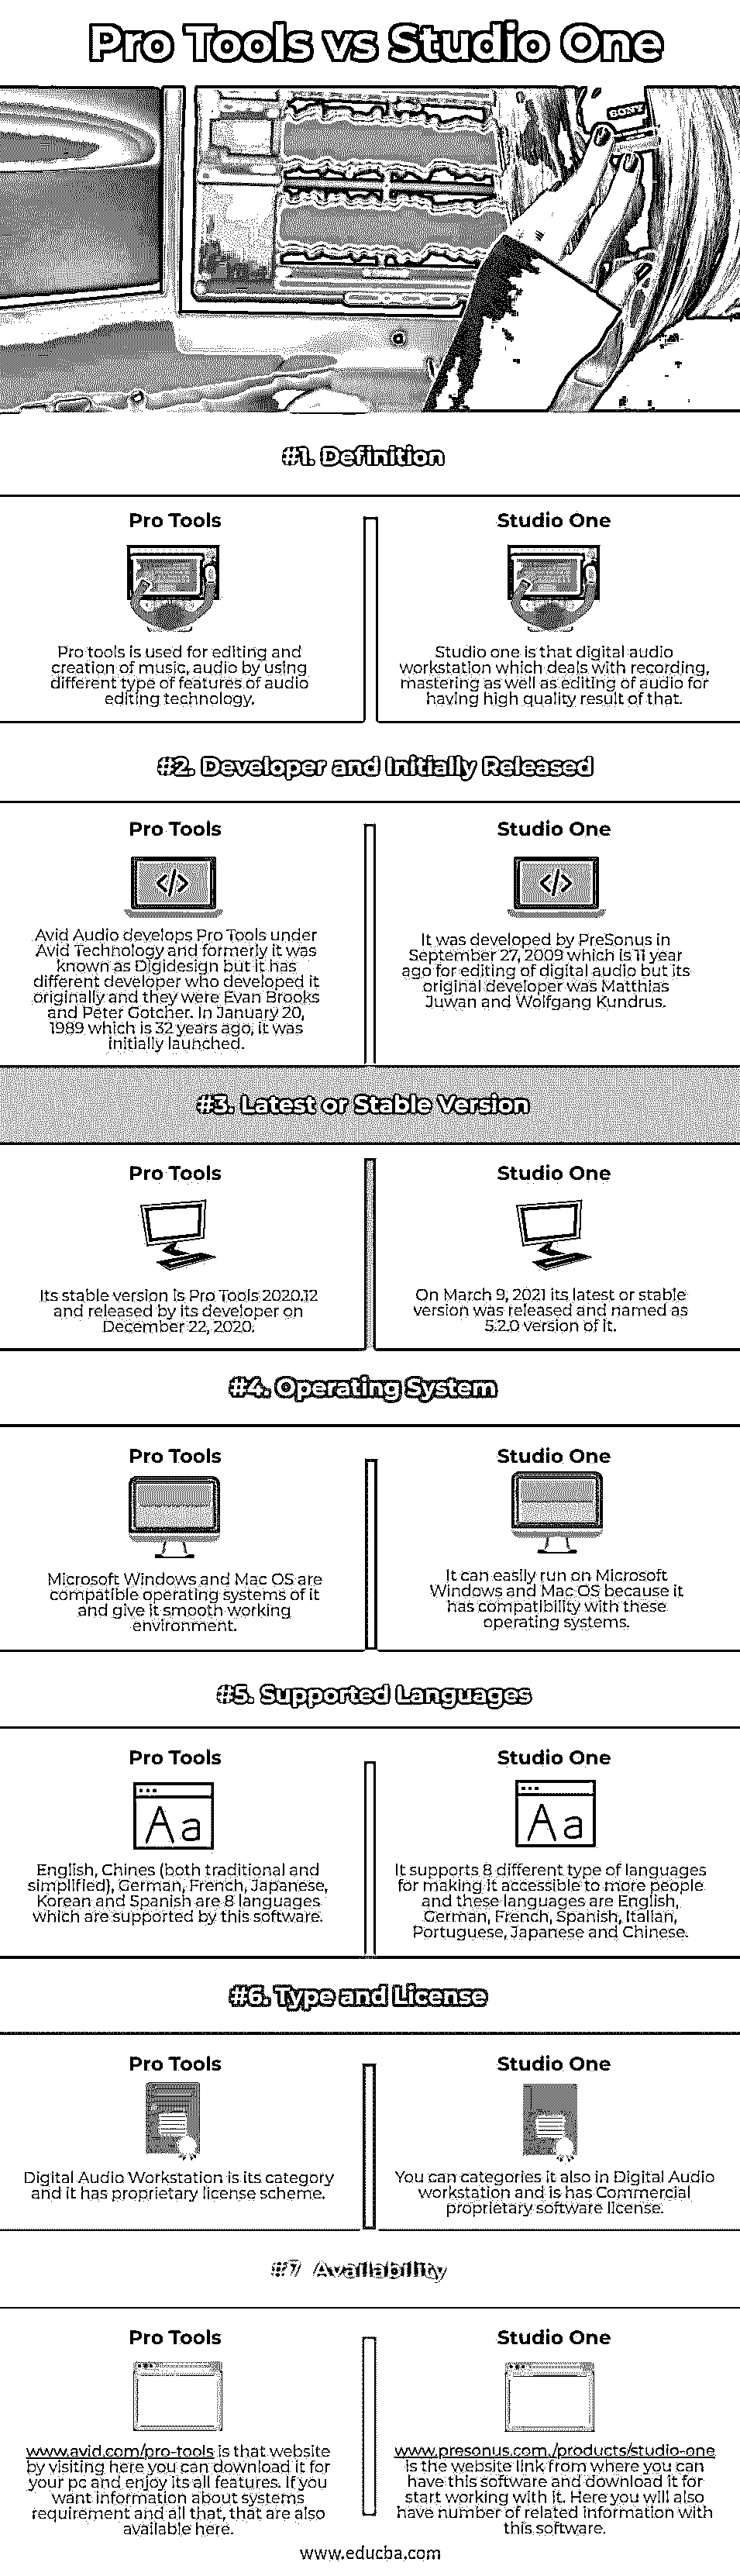 Pro Tools vs Studio One
SONY
#1. Definition
Pro Tools
Pro tools is used for editing and
creation of music, audio by using
different type of features of audio
editing technology.
Studio One
Studio one is that digital audio
workstation which deals with recording,
mastering as well as editing of audio for
having high quality result of that.
#2. Developer and Initially Released
Pro Tools
</>
Avid Audio develops Pro Tools under
Avid Technology and formerly it was
known as Digidesign but it has
different developer who developed it
originally and they were Evan Brooks
and Peter Gotcher. In January 20,
1989 which is 32 years ago, it was
initially launched.
Studio One
</>
It was developed by PreSonus in
September 27, 2009 which is 11 year
ago for editing of digital audio but its
original developer was Matthias
Juwan and Wolfgang Kundrus.
#3. Latest or Stable Version
Pro Tools
Its stable version is Pro Tools 2020.12
and released by its developer on
December 22, 2020.
Studio One
On March 9, 2021 its latest or stable
version was released and named as
5.2.0 version of it.
#4. Operating System
Pro Tools
Microsoft Windows and Mac OS are
compatible operating systems of it
and give it smooth working
environment.
Studio One
It can easily run on Microsoft
Windows and Mac OS because it
has compatibility with these
operating systems.
#5. Supported Languages
Pro Tools
Aa
English, Chines (both traditional and
simplified), German, French, Japanese,
Korean and Spanish are 8 languages
which are supported by this software.
Studio One
Aa
It supports 8 different type of languages
for making it accessible to more people
and these languages are English,
German, French, Spanish, Italian,
Portuguese, Japanese and Chinese.
#6. Type and License
Pro Tools
Digital Audio Workstation is its category
and it has proprietary license scheme.
Studio One
You can categories it also in Digital Audio
workstation and is has Commercial
proprietary software license.
#7 Availability
Pro Tools
www.avid.com/pro-tools is that website
by visiting here you can download it for
your pc and enjoy its all features. If you
want information about systems
requirement and all that, that are also
available here.
Studio One
www.presonus.com./products/studio-one
is the website link from where you can
have this software and download it for
start working with it. Here you will also
have number of related information with
this software.
www.educba.com